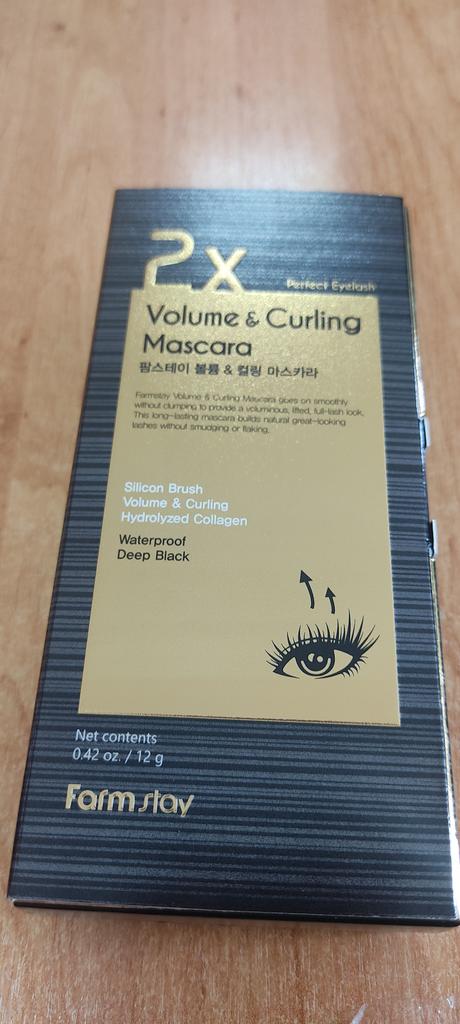 2x
Perfect Eyelash
Volume & Curling
Mascara
팜스테이 볼륨 & 컬링 마스카라
Farmstay Volume & Curling Mascara goes on smoothly
without clumping to provide a voluminous, lifted, full-lash look.
This long-lasting mascara builds natural great-looking
lashes without smudging or flaking.
Silicon Brush
Volume & Curling
Hydrolyzed Collagen
Waterproof
Deep Black
Net contents
0.42 oz. / 12 g
Farmstay